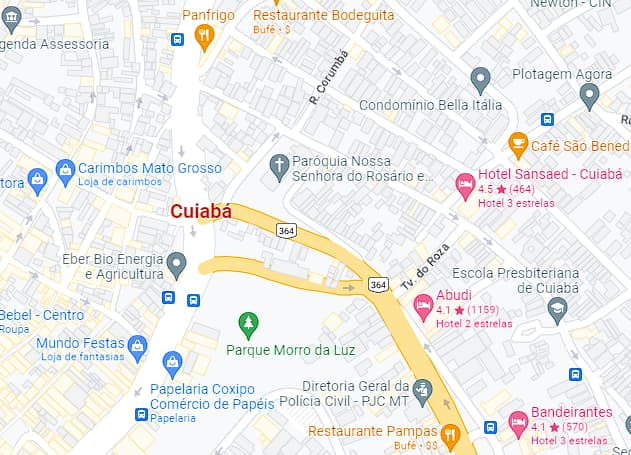 Newton - CIN
Panfrigo
Restaurante Bodeguita
Bufê • $
genda Assessoria
Plotagem Agora
R. Corumbá
Condomínio Bella Itália
Ru
Café São Bened
Carimbos Mato Grosso
Loja de carimbos
tora
Paróquia Nossa
Senhora do Rosário e...
Hotel Sansaed - Cuiabá
4.5 ★ (464)
Hotel 3 estrelas
Cuiabá
364
Eber Bio Energia
e Agricultura
Tv. do Roza
364
Escola Presbiteriana
de Cuiabá
Abudi
4.1 ★ (1159)
Hotel 2 estrelas
Bebel - Centro
Roupa
Mundo Festas
Loja de fantasias
Parque Morro da Luz
Papelaria Coxipo
Comércio de Papéis
Papelaria
Diretoria Geral da
Polícia Civil - PJC MT
Restaurante Pampas
Bufê • $$
Bandeirantes
4.1 ★ (570)
Hotel 3 estrelas